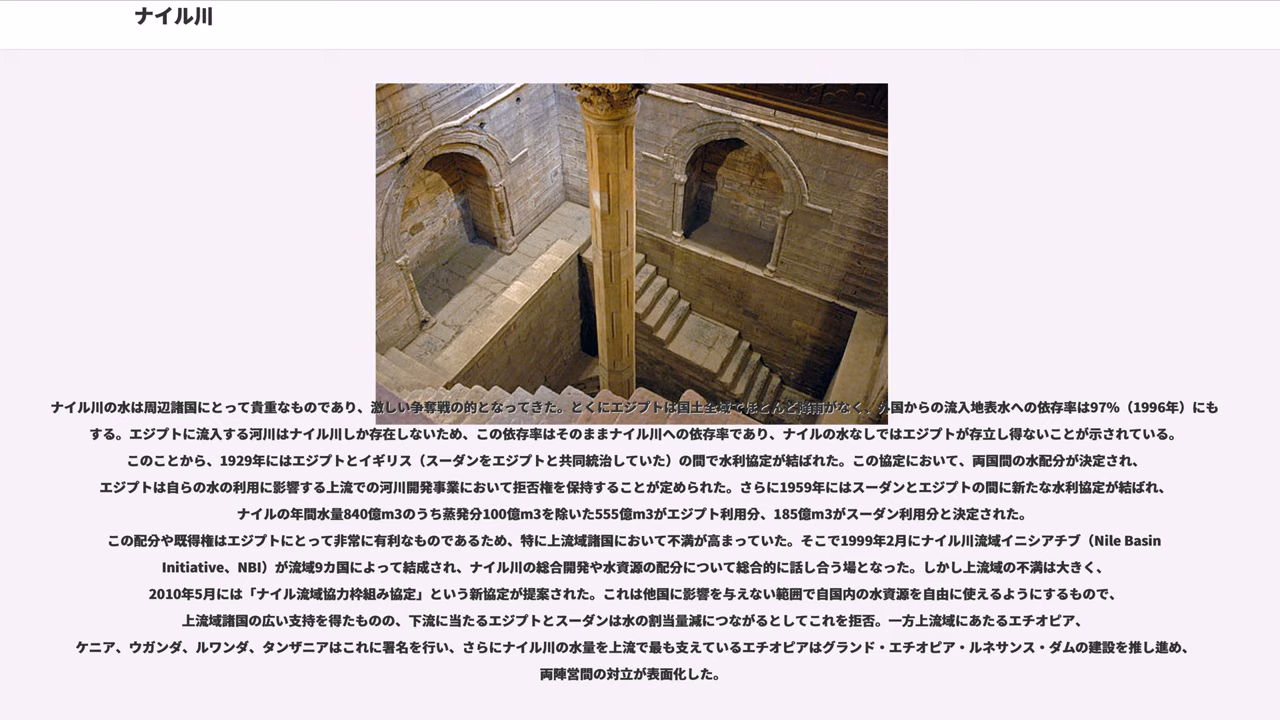 ナイル川
ナイル川の水は周辺諸国にとって貴重なものであり、激しい争奪戦の的となってきた。とくにエジプトは国土全域でほとんど降雨がなく、外国からの流入地表水への依存率は97%（1996年）にも
する。エジプトに流入する河川はナイル川しか存在しないため、この依存率はそのままナイル川への依存率であり、ナイルの水なしではエジプトが存立し得ないことが示されている。
このことから、1929年にはエジプトとイギリス（スーダンをエジプトと共同統治していた）の間で水利協定が結ばれた。この協定において、両国間の水配分が決定され、
エジプトは自らの水の利用に影響する上流での河川開発事業において拒否権を保持することが定められた。さらに1959年にはスーダンとエジプトの間に新たな水利協定が結ばれ、
ナイルの年間水量840億m3のうち蒸発分100億m3を除いた555億m3がエジプト利用分、185億m3がスーダン利用分と決定された。
この配分や既得権はエジプトにとって非常に有利なものであるため、特に上流域諸国において不満が高まっていた。そこで1999年2月にナイル川流域イニシアチブ（Nile Basin
Initiative、NBI）が流域9カ国によって結成され、ナイル川の総合開発や水資源の配分について総合的に話し合う場となった。しかし上流域の不満は大きく、
2010年5月には「ナイル流域協力枠組み協定」という新協定が提案された。これは他国に影響を与えない範囲で自国内の水資源を自由に使えるようにするもので、
上流域諸国の広い支持を得たものの、下流に当たるエジプトとスーダンは水の割当量減につながるとしてこれを拒否。一方上流域にあたるエチオピア、
ケニア、ウガンダ、ルワンダ、タンザニアはこれに署名を行い、さらにナイル川の水量を上流で最も支えているエチオピアはグランド・エチオピア・ルネサンス・ダムの建設を推し進め、
両陣営間の対立が表面化した。